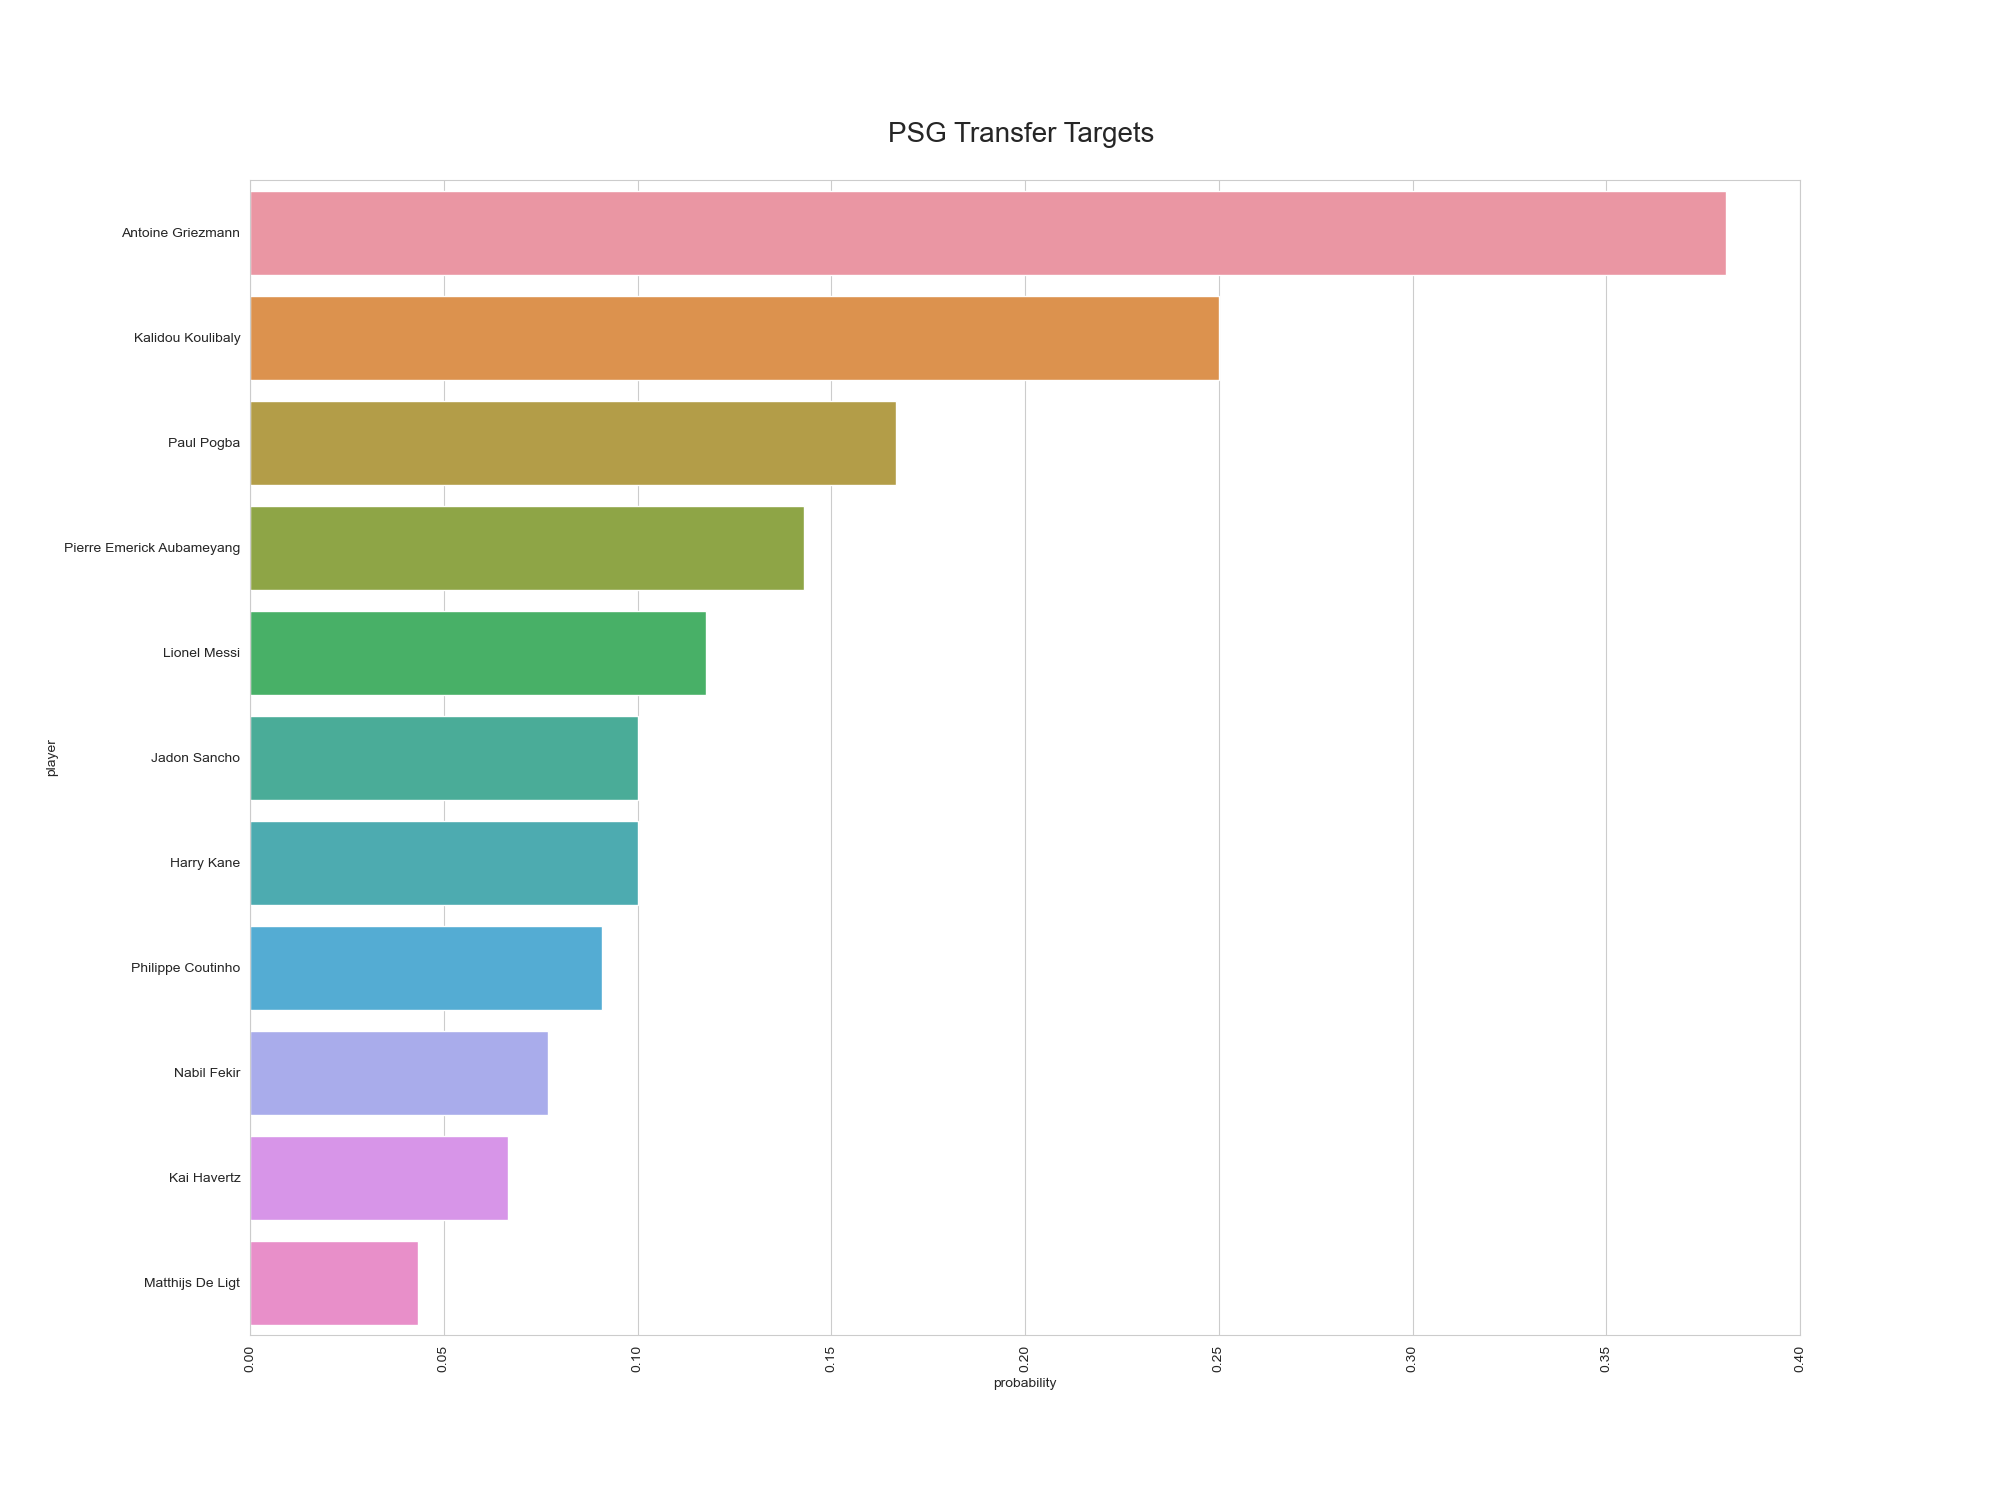 PSG Transfer Targets
Antoine Griezmann
Kalidou Koulibaly
Paul Pogba
Pierre Emerick Aubameyang
Lionel Messi
Jadon Sancho
Harry Kane
Philippe Coutinho
Nabil Fekir
Kai Havertz
Matthijs De Ligt
player
0.00
0.05
0.10
0.15
0.20
0.25
0.30
0.35
0.40
probability